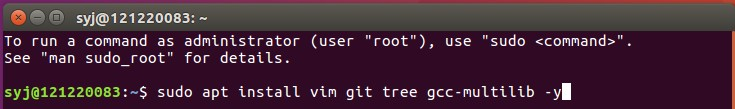 syj@121220083: ~
To run a command as administrator (user "root"), use "sudo <command>".
See "man sudo_root" for details.
syj@121220083:~$ sudo apt install vim git tree gcc-multilib -y